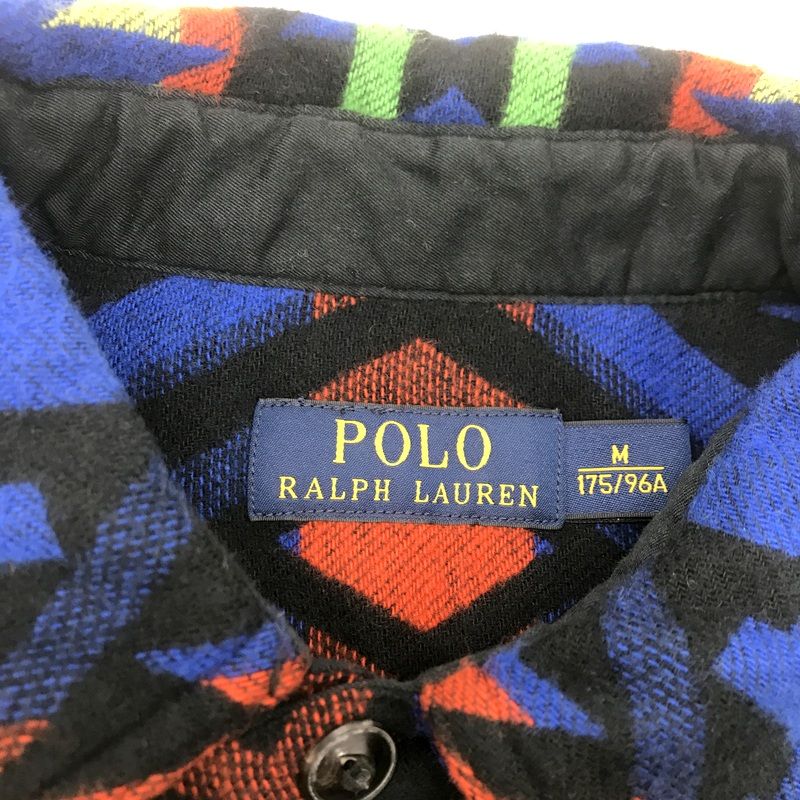 POLO
RALPH LAUREN
M
175/96A